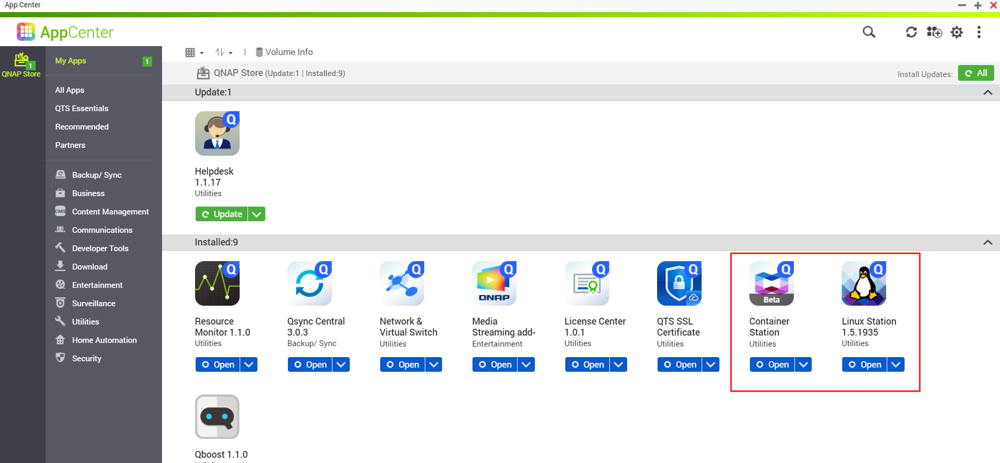 App Center
AppCenter
1
QNAP Store
My Apps 1
All Apps
QTS Essentials
Recommended
Partners
Backup/ Sync
Business
CMS
Content Management
Communications
Developer Tools
Download
Entertainment
Surveillance
Utilities
Home Automation
Security
| Volume Info
QNAP Store (Update:1 | Installed:9)
Install Updates: All
Update:1
Q
Helpdesk
1.1.17
Utilities
Update
Installed:9
Q
Resource
Monitor 1.1.0
Utilities
Open
Q
Qsync Central
3.0.3
Backup/ Sync
Open
Q
Network &
Virtual Switch
Utilities
Open
Q
QNAP
Media
Streaming add-
Entertainment
Open
Q
License Center
1.0.1
Utilities
Open
Q
QTS SSL
Certificate
Utilities
Open
Q
Beta
Container
Station
Utilities
Open
Q
Linux Station
1.5.1935
Utilities
Open
Qboost 1.1.0